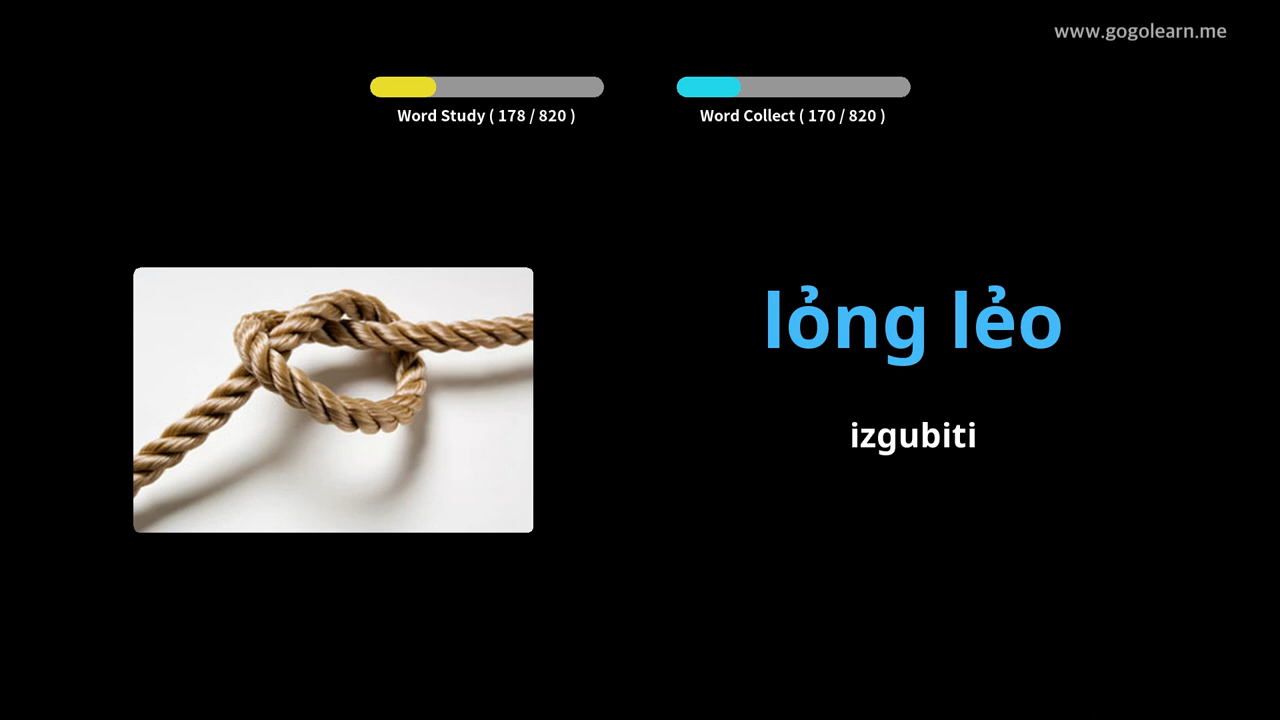 www.gogolearn.me
Word Study ( 178 / 820 )
Word Collect ( 170 / 820 )
lỏng lẻo
izgubiti